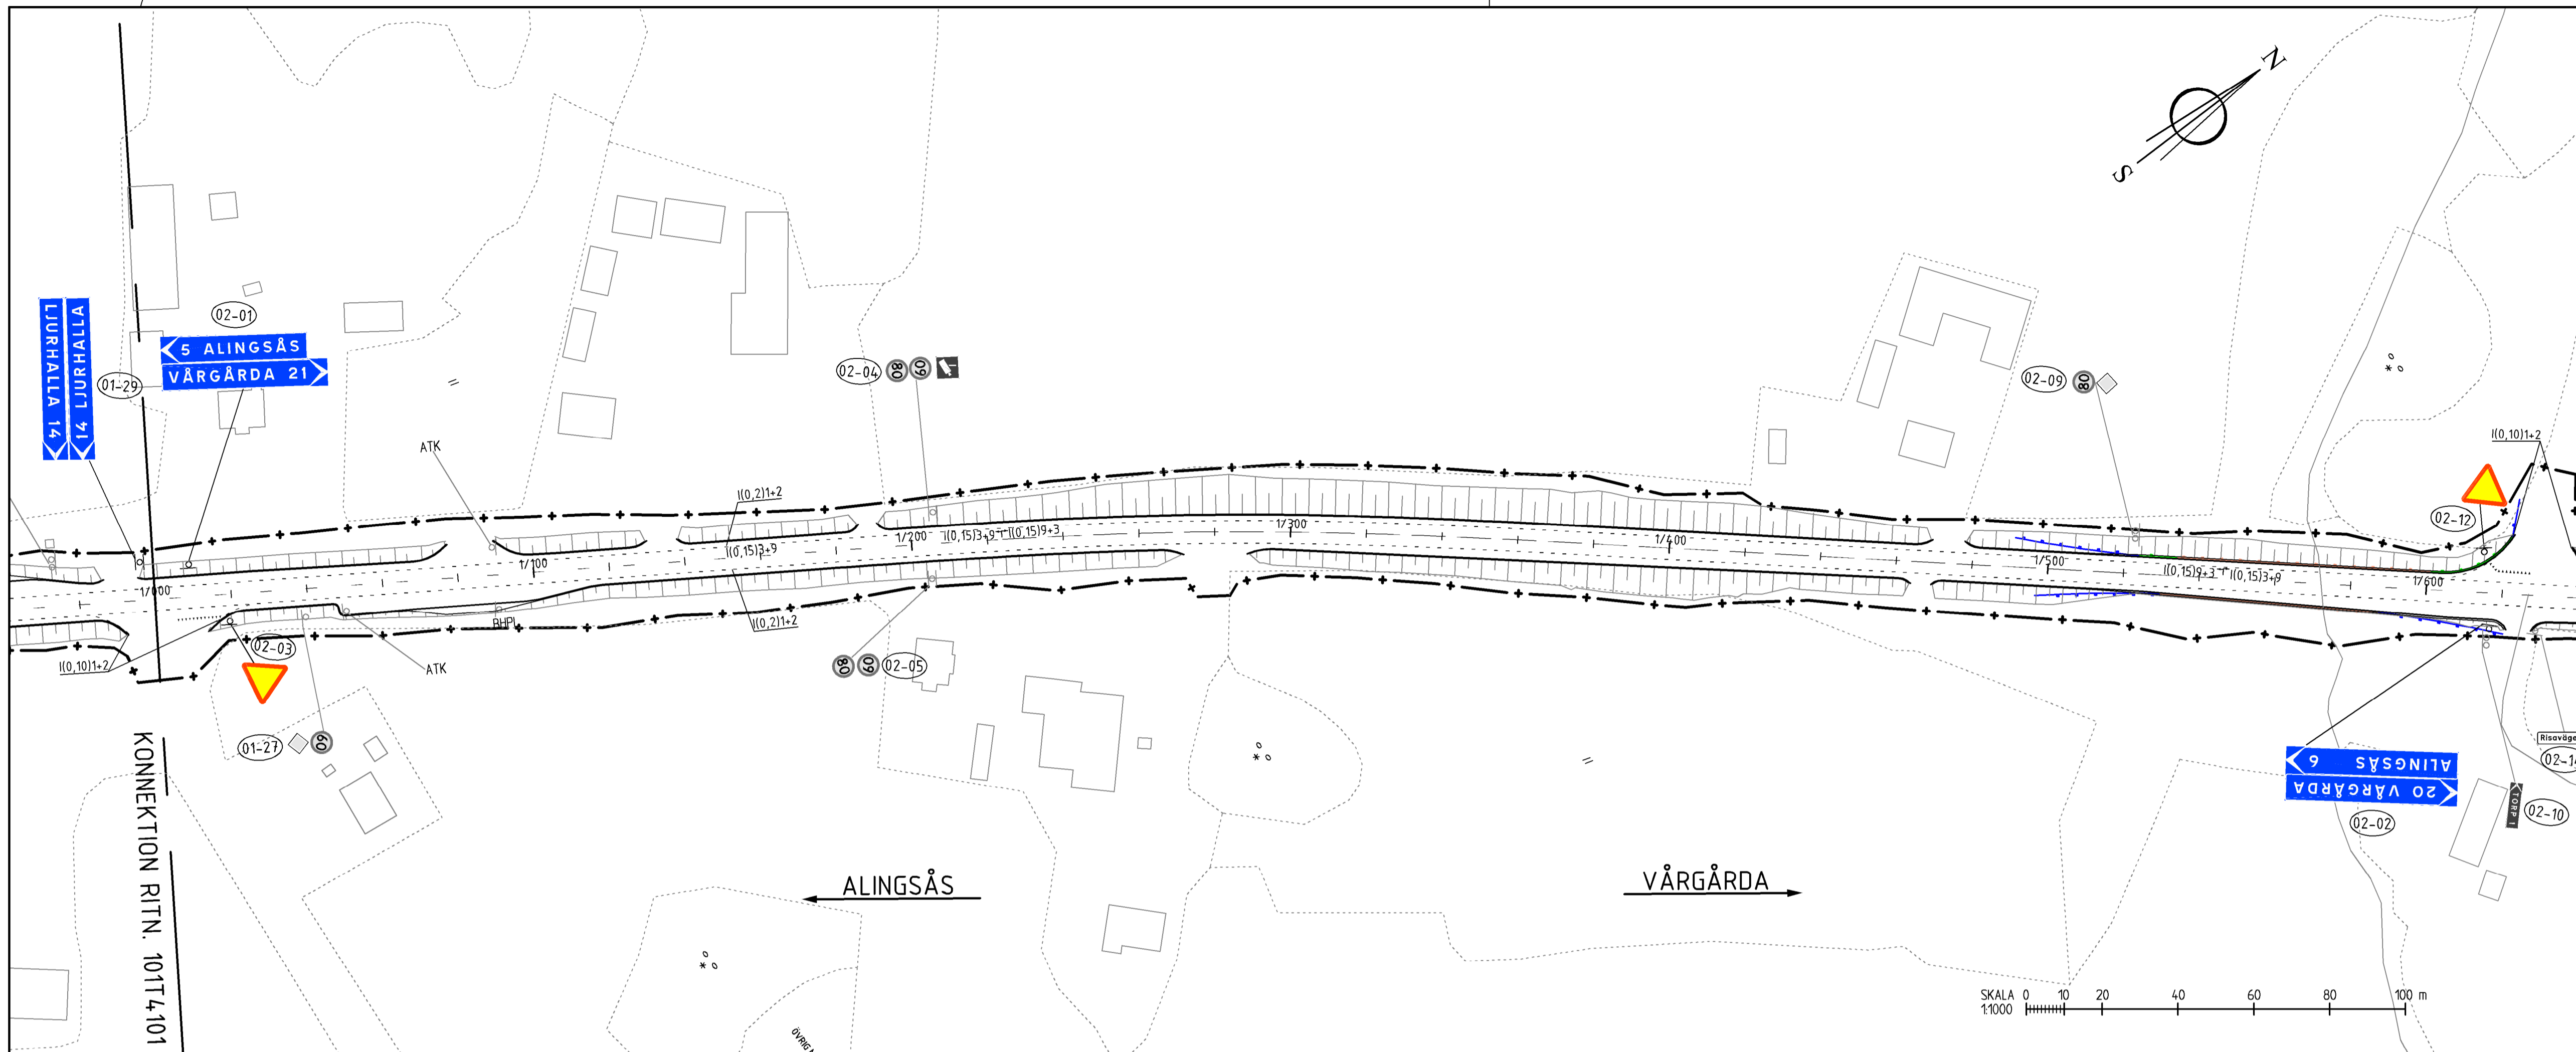 N
S
LJURHALLA 14
14 LJURHALLA
01-29
02-01
5 ALINGSÅS
VÅRGÅRDA 21
ATK
l(0,2)1+2
02-04
80
60
02-09
80
l(0,10)1+2
02-12
1/000
1/100
l(0,15)3+9
1/200
l(0,15)3+9
l(0,15)9+3
1/300
1/400
1/500
l(0,15)9+3
l(0,15)3+9
1/600
l(0,10)1+2
02-03
BHPL
l(0,2)1+2
ATK
01-27
60
80
60
02-05
KONNEKTION RITN. 101T4101
ALINGSÅS
VÅRGÅRDA
ALINGSÅS 6
20 VÅRGÅRDA
02-02
TORP 1
02-10
SKALA
1:1000
0 10 20 40 60 80 100 m